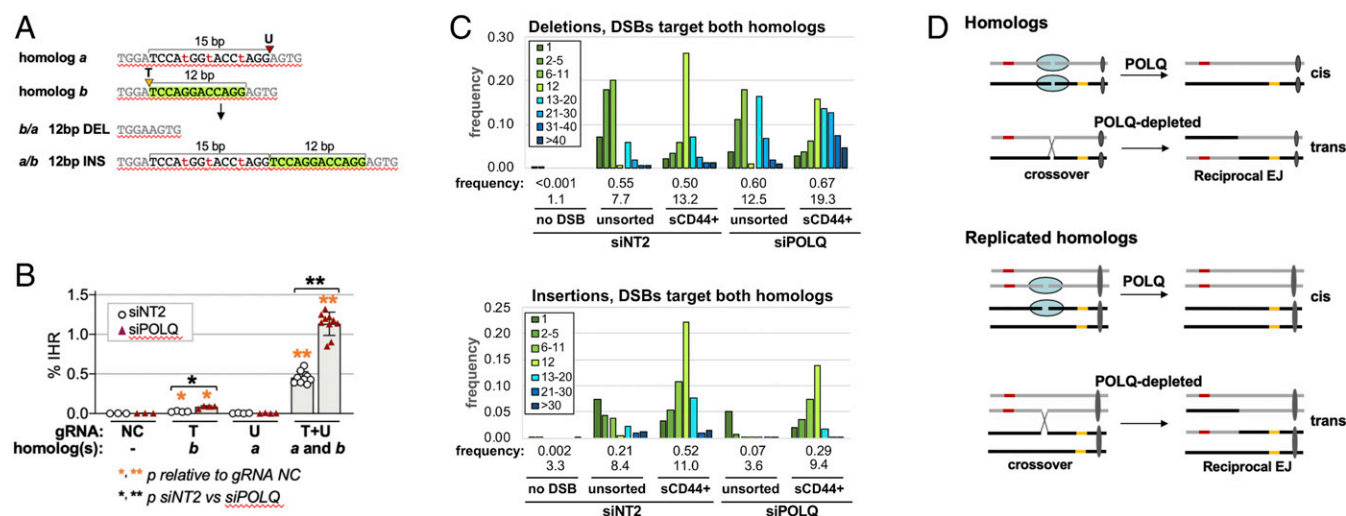 A
U
15 bp
homolog a TGGATCCAtGGtACCtAGGAGTG
T
12 bp
homolog b TGGATCCAGGACCAGGAGTG
b/a 12bp DEL TGGAAGTG
15 bp 12 bp
a/b 12bp INS TGGATCCAtGGtACCtAGGTCCAGGACCAGGAGTG
B
% IHR
1.5
1.0
0.5
0.0
siNT2
siPOLQ
**
**
**
*
* *
gRNA: NC T U T+U
homolog(s): - b a a and b
*,** p relative to gRNA NC
*,** p siNT2 vs siPOLQ
C
Deletions, DSBs target both homologs
frequency
0.30
0.20
0.10
0.00
1
2-5
6-11
12
13-20
21-30
31-40
>40
frequency: <0.001 0.55 0.50 0.60 0.67
1.1 7.7 13.2 12.5 19.3
no DSB unsorted sCD44+ unsorted sCD44+
siNT2 siPOLQ
Insertions, DSBs target both homologs
frequency
0.25
0.20
0.15
0.10
0.05
0.00
1
2-5
6-11
12
13-20
21-30
>30
frequency: 0.002 0.21 0.52 0.07 0.29
3.3 8.4 11.0 3.6 9.4
no DSB unsorted sCD44+ unsorted sCD44+
siNT2 siPOLQ
D
Homologs
POLQ
cis
POLQ-depleted
trans
crossover Reciprocal EJ
Replicated homologs
POLQ
cis
POLQ-depleted
trans
crossover Reciprocal EJ